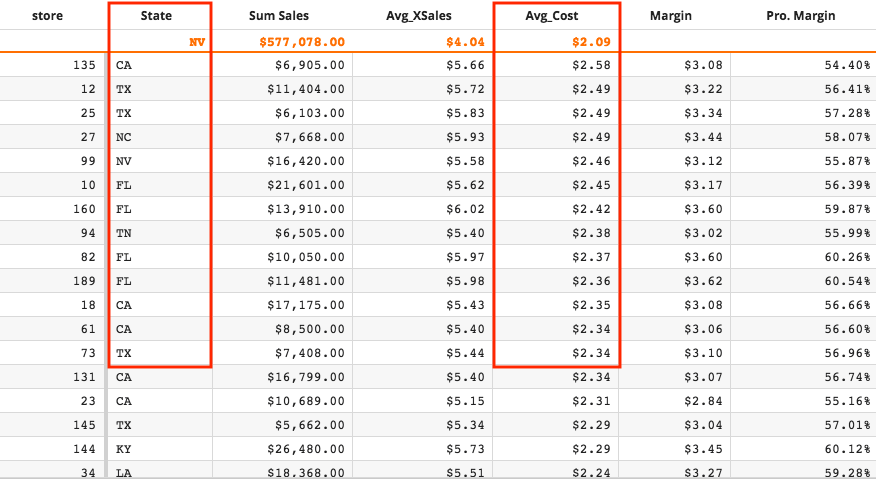 store State Sum Sales Avg_XSales Avg_Cost Margin Pro. Margin
NV $577,078.00 $4.04 $2.09
135 CA $6,905.00 $5.66 $2.58 $3.08 54.40%
12 TX $11,404.00 $5.72 $2.49 $3.22 56.41%
25 TX $6,103.00 $5.83 $2.49 $3.34 57.28%
27 NC $7,668.00 $5.93 $2.49 $3.44 58.07%
99 NV $16,420.00 $5.58 $2.46 $3.12 55.87%
10 FL $21,601.00 $5.62 $2.45 $3.17 56.39%
160 FL $13,910.00 $6.02 $2.42 $3.60 59.87%
94 TN $6,505.00 $5.40 $2.38 $3.02 55.99%
82 FL $10,050.00 $5.97 $2.37 $3.60 60.26%
189 FL $11,481.00 $5.98 $2.36 $3.62 60.54%
18 CA $17,175.00 $5.43 $2.35 $3.08 56.66%
61 CA $8,500.00 $5.40 $2.34 $3.06 56.60%
73 TX $7,408.00 $5.44 $2.34 $3.10 56.96%
131 CA $16,799.00 $5.40 $2.34 $3.07 56.74%
23 CA $10,689.00 $5.15 $2.31 $2.84 55.16%
145 TX $5,662.00 $5.34 $2.29 $3.04 57.01%
144 KY $26,480.00 $5.73 $2.29 $3.45 60.12%
34 LA $18,368.00 $5.51 $2.24 $3.27 59.28%